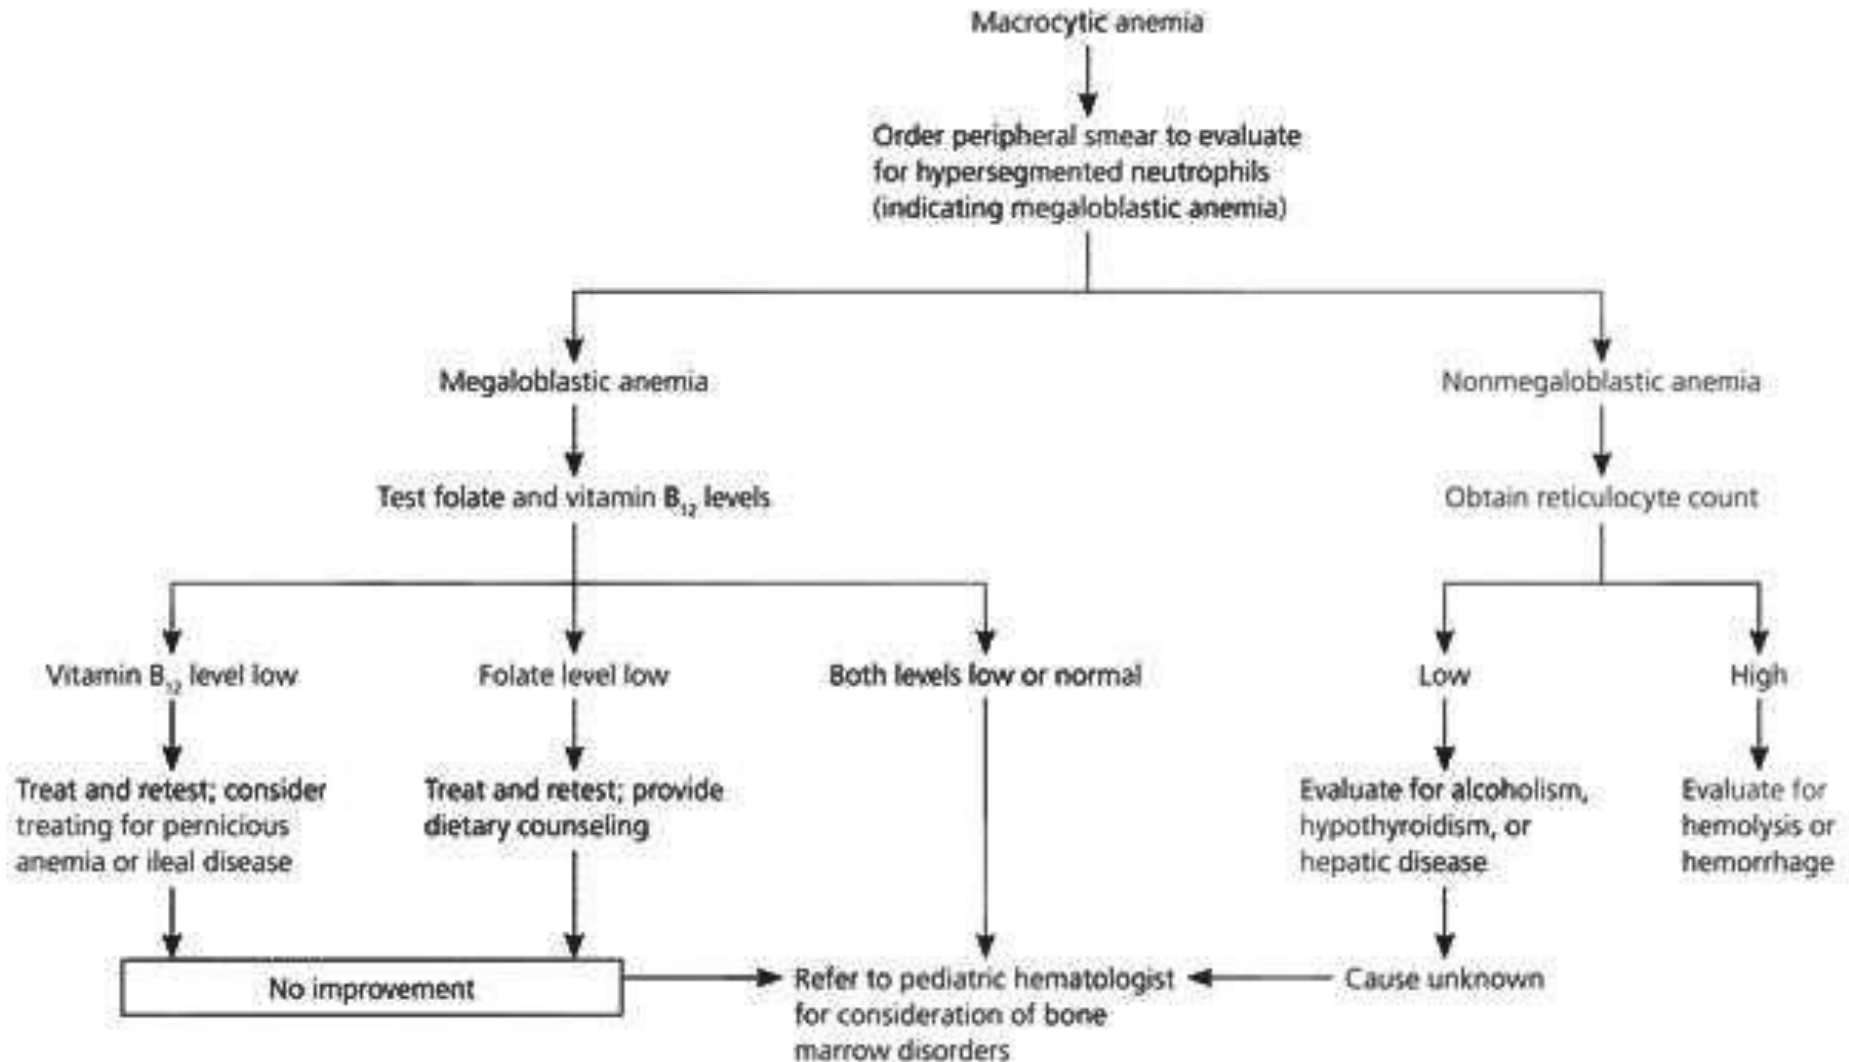 Macrocytic anemia
Order peripheral smear to evaluate
for hypersegmented neutrophils
(indicating megaloblastic anemia)
Megaloblastic anemia
Nonmegaloblastic anemia
Test folate and vitamin B₁₂ levels
Obtain reticulocyte count
Vitamin B₁₂ level low
Folate level low
Both levels low or normal
Low
High
Treat and retest; consider
treating for pernicious
anemia or ileal disease
Treat and retest; provide
dietary counseling
Evaluate for alcoholism,
hypothyroidism, or
hepatic disease
Evaluate for
hemolysis or
hemorrhage
No improvement
Refer to pediatric hematologist
for consideration of bone
marrow disorders
Cause unknown